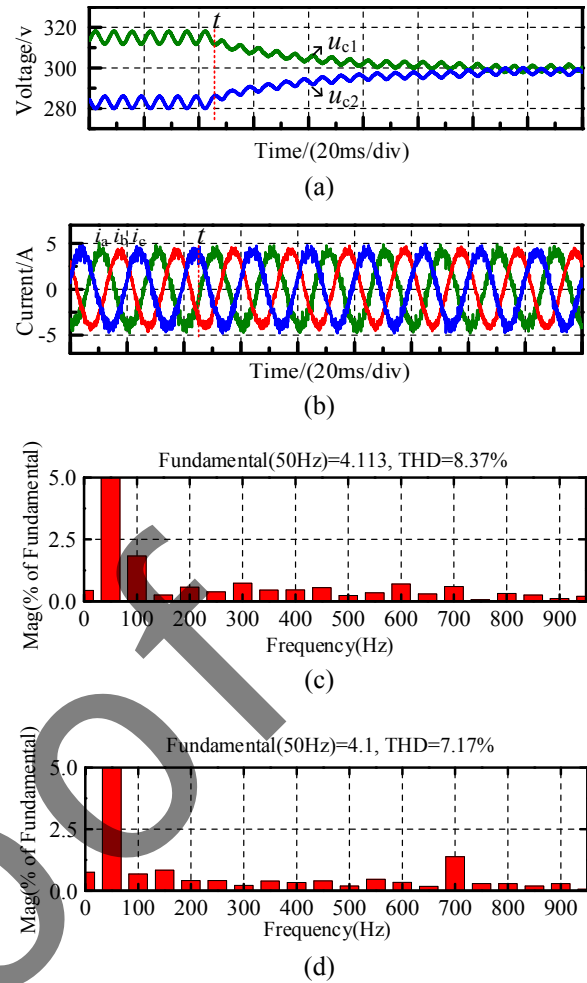 320
300
280
Voltage/v
t
uc1
uc2
Time/(20ms/div)
(a)
ia ib ic
t
5
0
-5
Current/A
Time/(20ms/div)
(b)
Fundamental(50Hz)=4.113, THD=8.37%
5.0
2.5
0.0
Mag(% of Fundamental)
0 100 200 300 400 500 600 700 800 900
Frequency(Hz)
(c)
Fundamental(50Hz)=4.1, THD=7.17%
5.0
2.5
0.0
Mag(% of Fundamental)
0 100 200 300 400 500 600 700 800 900
Frequency(Hz)
(d)